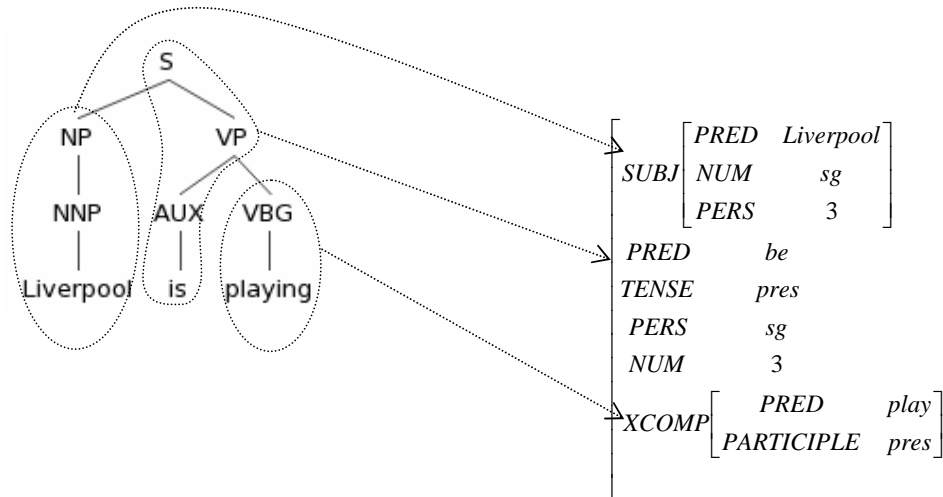 S
NP VP
NNP AUX VBG
Liverpool is playing
SUBJ
PRED Liverpool
NUM sg
PERS 3
PRED be
TENSE pres
PERS sg
NUM 3
XCOMP
PRED play
PARTICIPLE pres